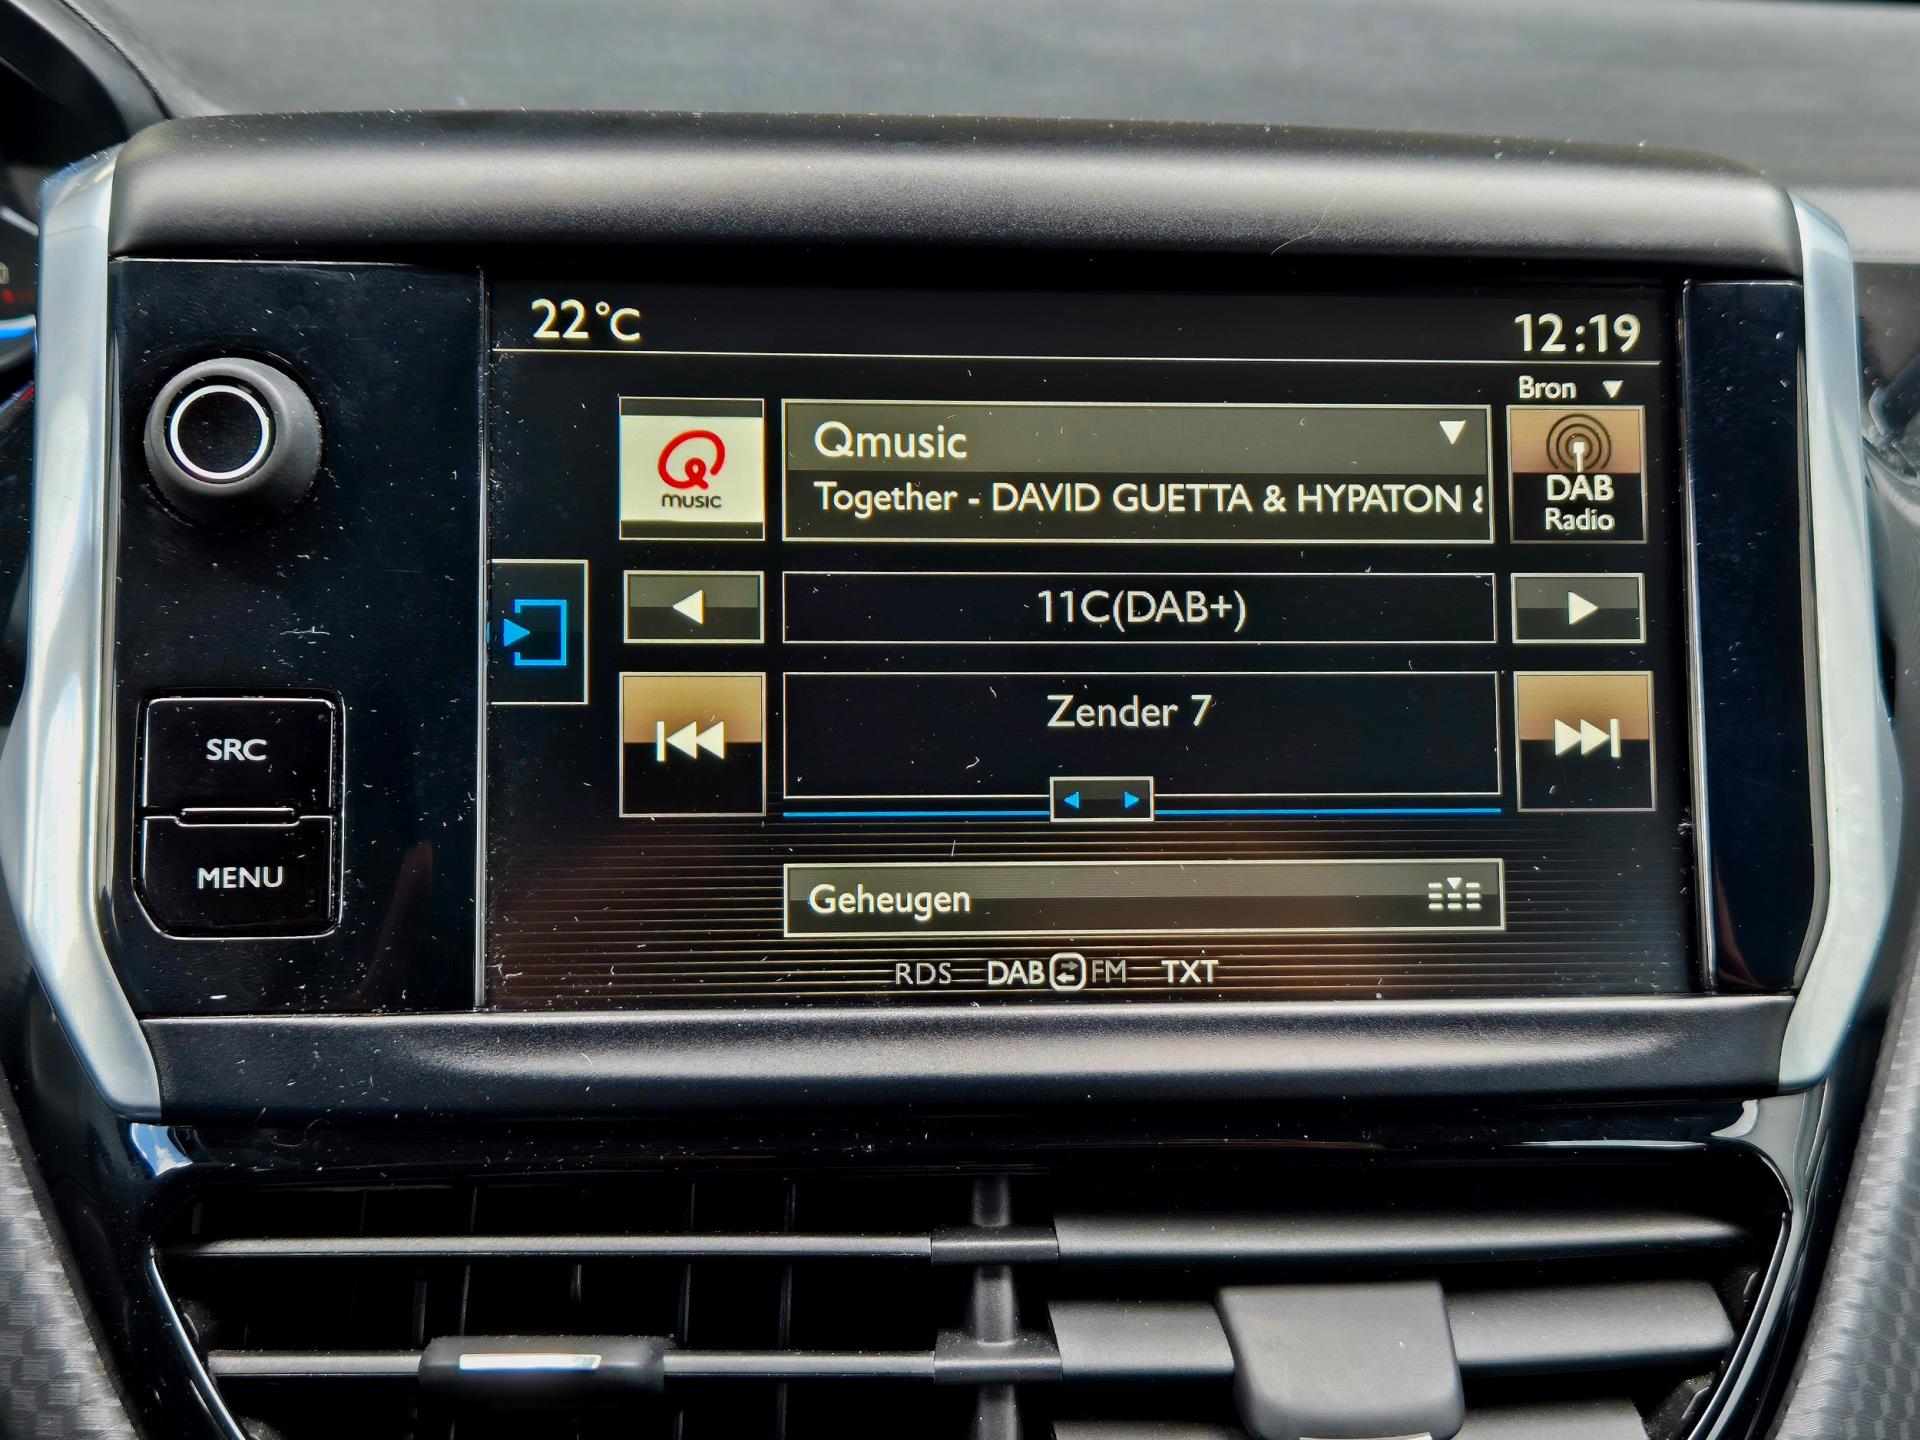 22°C
12:19
Bron
Q
music
Qmusic
Together - DAVID GUETTA & HYPATON &
DAB
Radio
11C(DAB+)
SRC
Zender 7
MENU
Geheugen
RDS DAB FM TXT